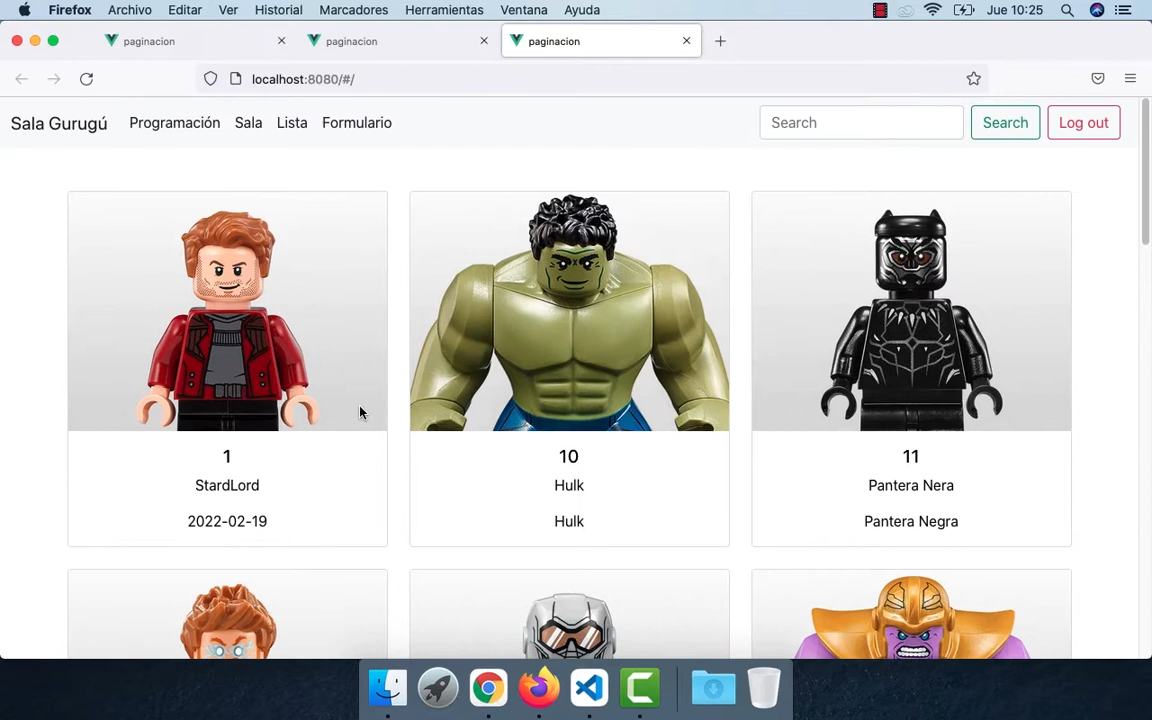 Firefox Archivo Editar Ver Historial Marcadores Herramientas Ventana Ayuda Jue 10:25
paginacion paginacion paginacion
localhost:8080/#/
Sala Gurugú Programación Sala Lista Formulario Search Search Log out
1 10 11
StardLord Hulk Pantera Nera
2022-02-19 Hulk Pantera Negra